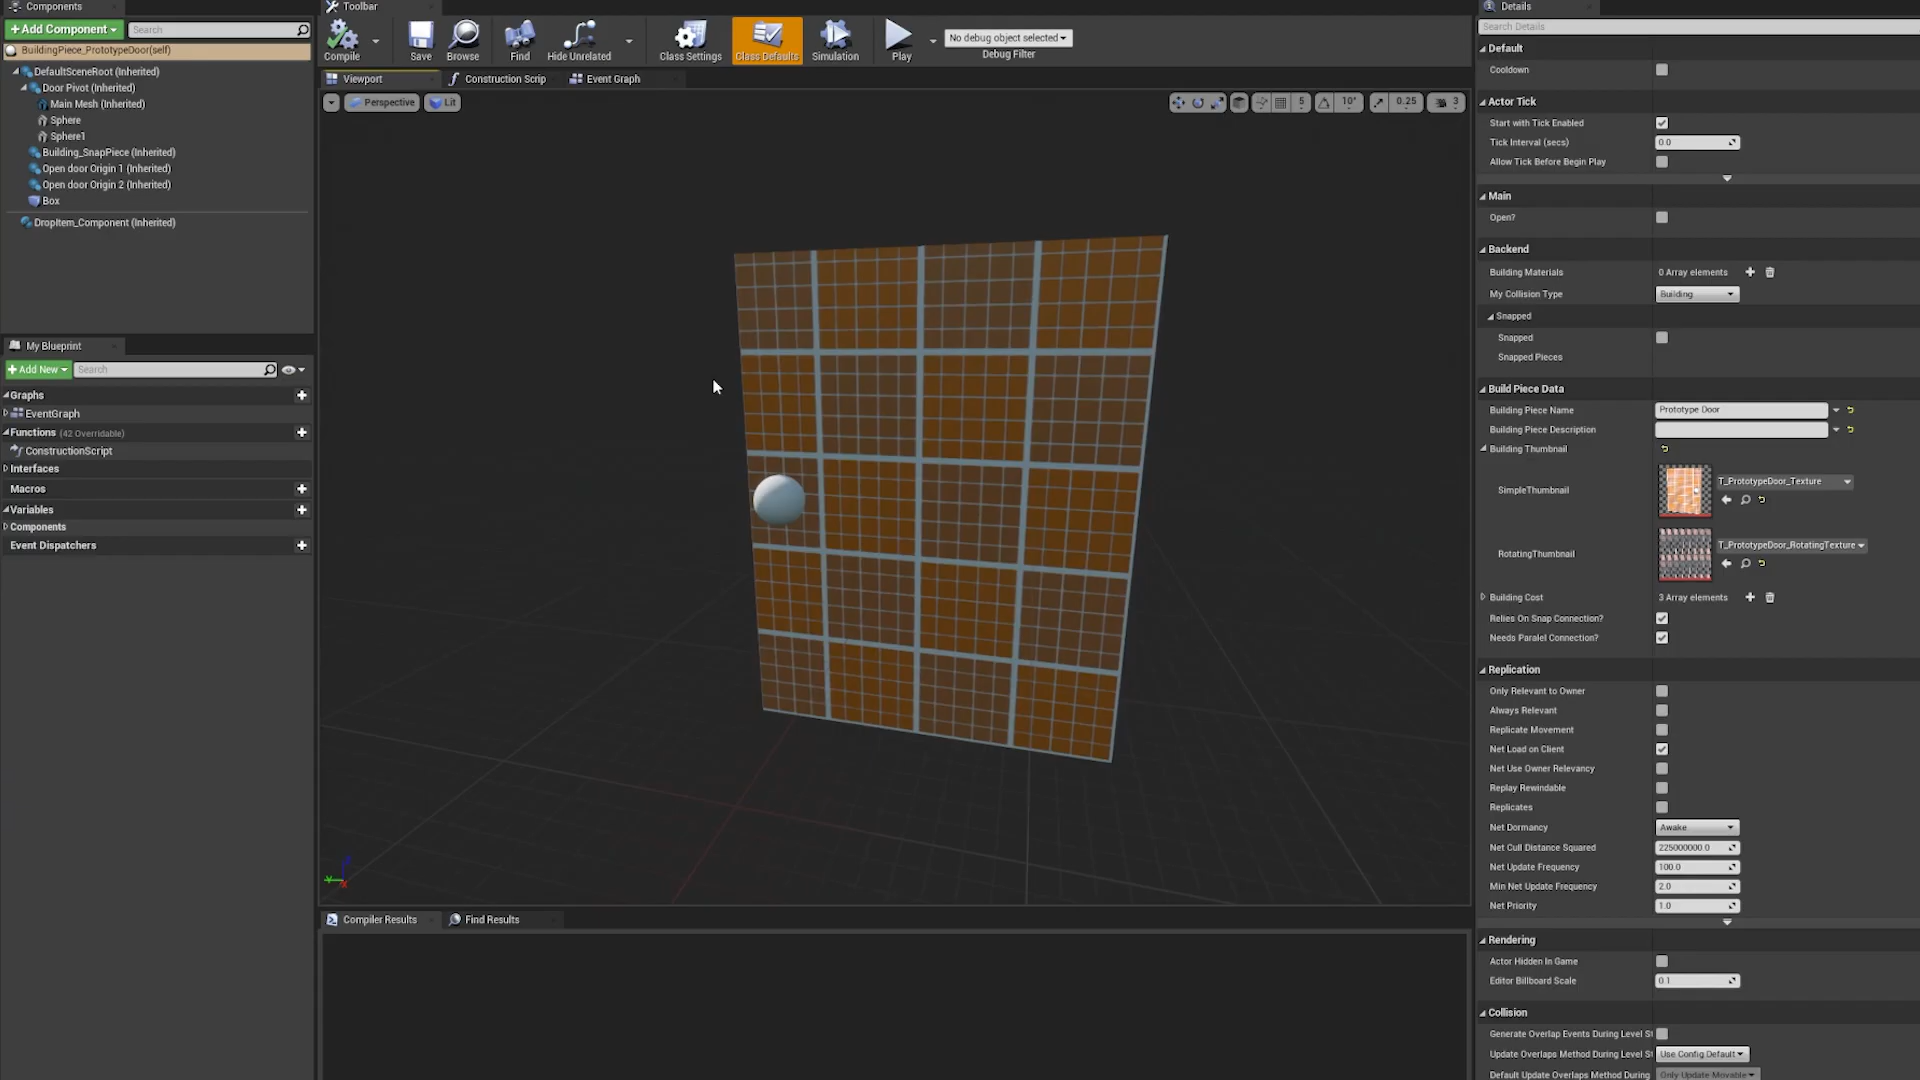 Components
+Add Component
Search
BuildingPiece_PrototypeDoor(self)
DefaultSceneRoot (Inherited)
Door Pivot (Inherited)
Main Mesh (Inherited)
Sphere
Sphere1
Building_SnapPiece (Inherited)
Open door Origin 1 (Inherited)
Open door Origin 2 (Inherited)
Box
DropItem_Component (Inherited)
My Blueprint
+Add New
Search
Graphs
EventGraph
Functions (42 Overridable)
ConstructionScript
Interfaces
Macros
Variables
Components
Event Dispatchers
Toolbar
Compile
Save
Browse
Find
Hide Unrelated
Class Settings
Class Defaults
Simulation
Play
No debug object selected
Debug Filter
Viewport
Construction Scrip
Event Graph
Perspective
Lit
5
10°
0.25
3
Compiler Results
Find Results
Details
Search Details
Default
Cooldown
Actor Tick
Start with Tick Enabled
Tick Interval (secs)
0.0
Allow Tick Before Begin Play
Main
Open?
Backend
Building Materials
0 Array elements
My Collision Type
Building
Snapped
Snapped
Snapped Pieces
Build Piece Data
Building Piece Name
Prototype Door
Building Piece Description
Building Thumbnail
SimpleThumbnail
T_PrototypeDoor_Texture
RotatingThumbnail
T_PrototypeDoor_RotatingTexture
Building Cost
3 Array elements
Relies On Snap Connection?
Needs Paralel Connection?
Replication
Only Relevant to Owner
Always Relevant
Replicate Movement
Net Load on Client
Net Use Owner Relevancy
Replay Rewindable
Replicates
Net Dormancy
Awake
Net Cull Distance Squared
225000000.0
Net Update Frequency
100.0
Min Net Update Frequency
2.0
Net Priority
1.0
Rendering
Actor Hidden In Game
Editor Billboard Scale
0.1
Collision
Generate Overlap Events During Level St
Update Overlaps Method During Level St
Use Config Default
Default Update Overlaps Method During
Only Update Movable